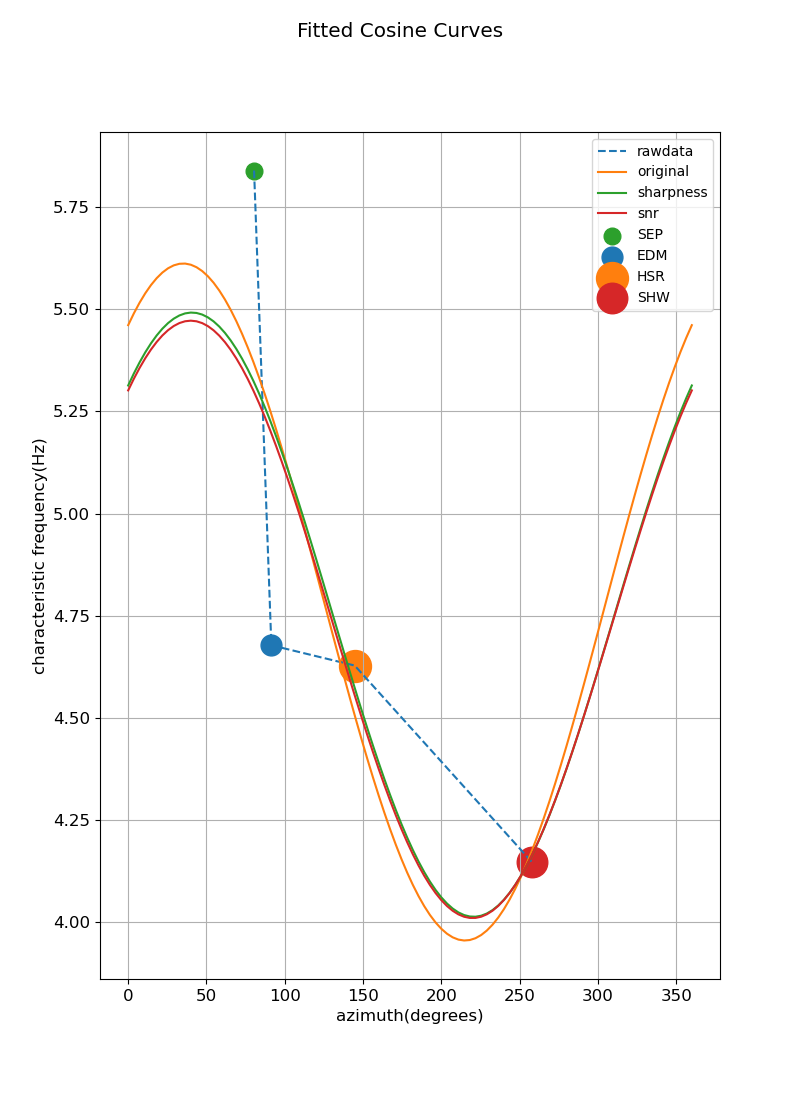 Fitted Cosine Curves
rawdata
original
sharpness
snr
SEP
EDM
HSR
SHW
characteristic frequency(Hz)
5.75
5.50
5.25
5.00
4.75
4.50
4.25
4.00
0 50 100 150 200 250 300 350
azimuth(degrees)